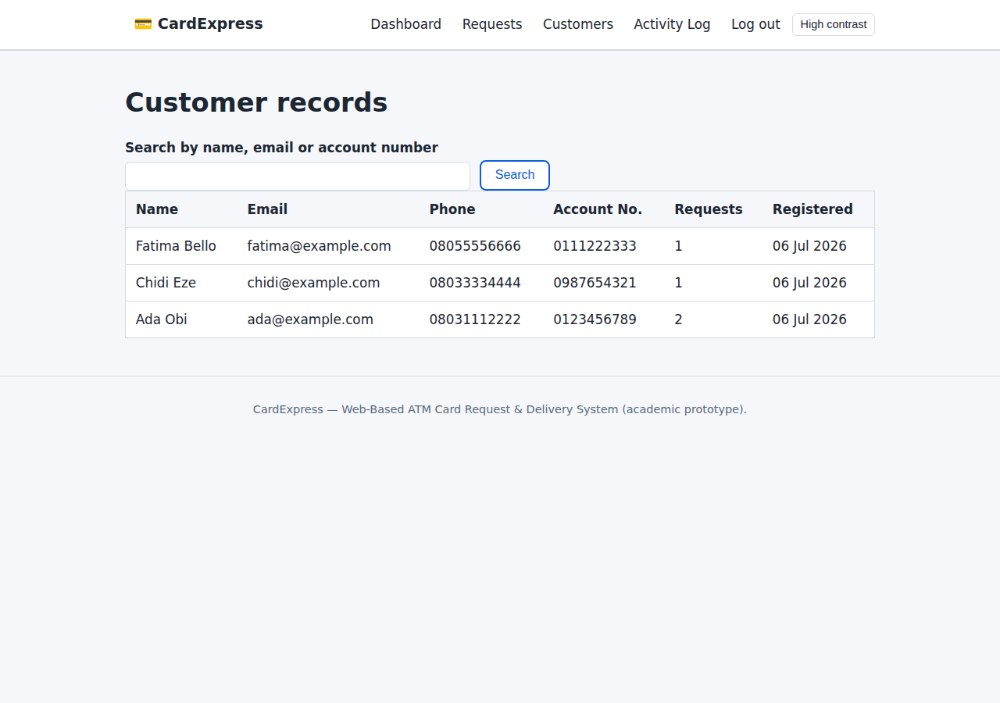 💳 CardExpress Dashboard Requests Customers Activity Log Log out High contrast
Customer records
Search by name, email or account number
Search
Name Email Phone Account No. Requests Registered
Fatima Bello fatima@example.com 08055556666 0111222333 1 06 Jul 2026
Chidi Eze chidi@example.com 08033334444 0987654321 1 06 Jul 2026
Ada Obi ada@example.com 08031112222 0123456789 2 06 Jul 2026
CardExpress — Web-Based ATM Card Request & Delivery System (academic prototype).